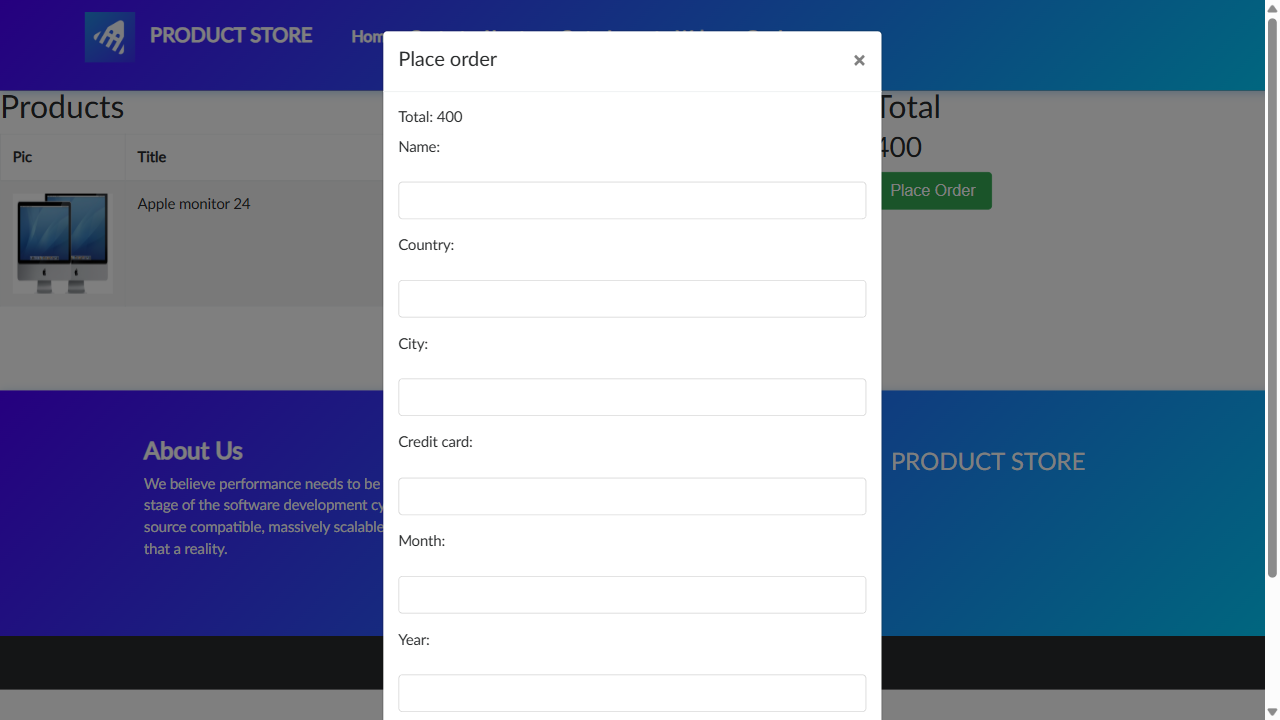 PRODUCT STORE
Hom
Place order
×
Products
Total
Total: 400
400
Name:
Pic
Title
Place Order
Apple monitor 24
Country:
City:
Credit card:
About Us
PRODUCT STORE
We believe performance needs to be
stage of the software development cy
source compatible, massively scalable
that a reality.
Month:
Year: